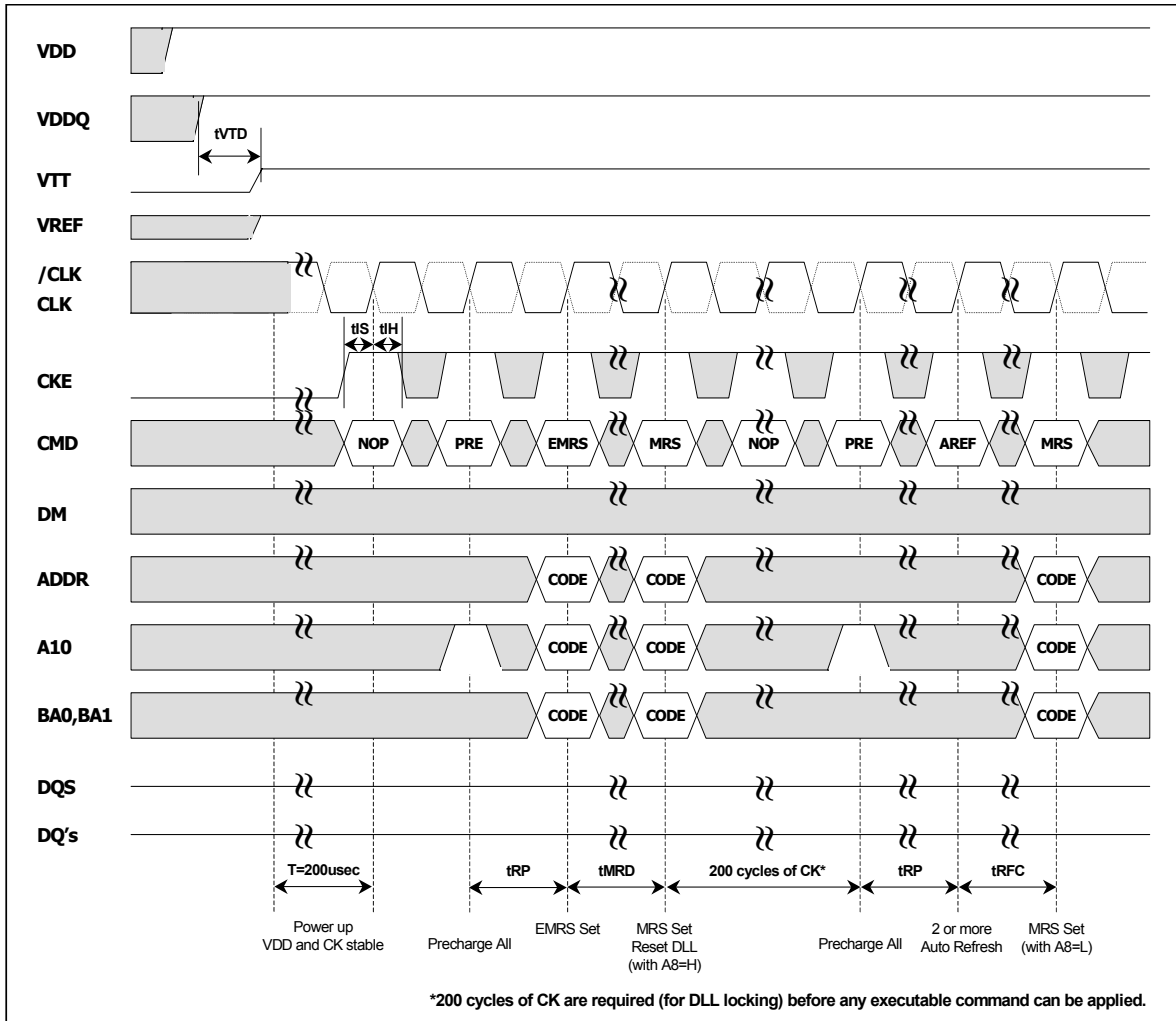 VDD
VDDQ
tVTD
VTT
VREF
/CLK
CLK
tIS tIH
CKE
CMD NOP PRE EMRS MRS NOP PRE AREF MRS
DM
ADDR CODE CODE CODE
A10 CODE CODE CODE
BA0,BA1 CODE CODE CODE
DQS
DQ's
T=200usec tRP tMRD 200 cycles of CK* tRP tRFC
Power up
VDD and CK stable
Precharge All
EMRS Set
MRS Set
Reset DLL
(with A8=H)
Precharge All
2 or more
Auto Refresh
MRS Set
(with A8=L)
*200 cycles of CK are required (for DLL locking) before any executable command can be applied.